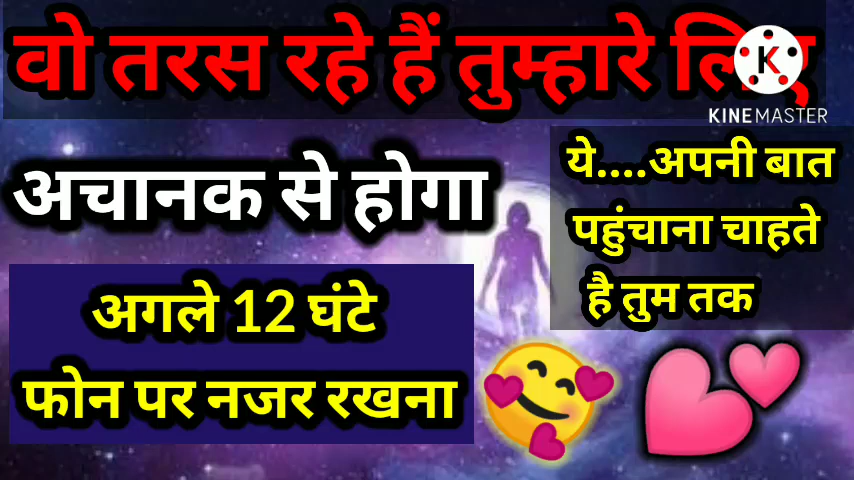 वो तरस रहे हैं तुम्हारे लिए
KINEMASTER
अचानक से होगा
ये....अपनी बात
पहुंचाना चाहते
है तुम तक
अगले 12 घंटे
फोन पर नजर रखना